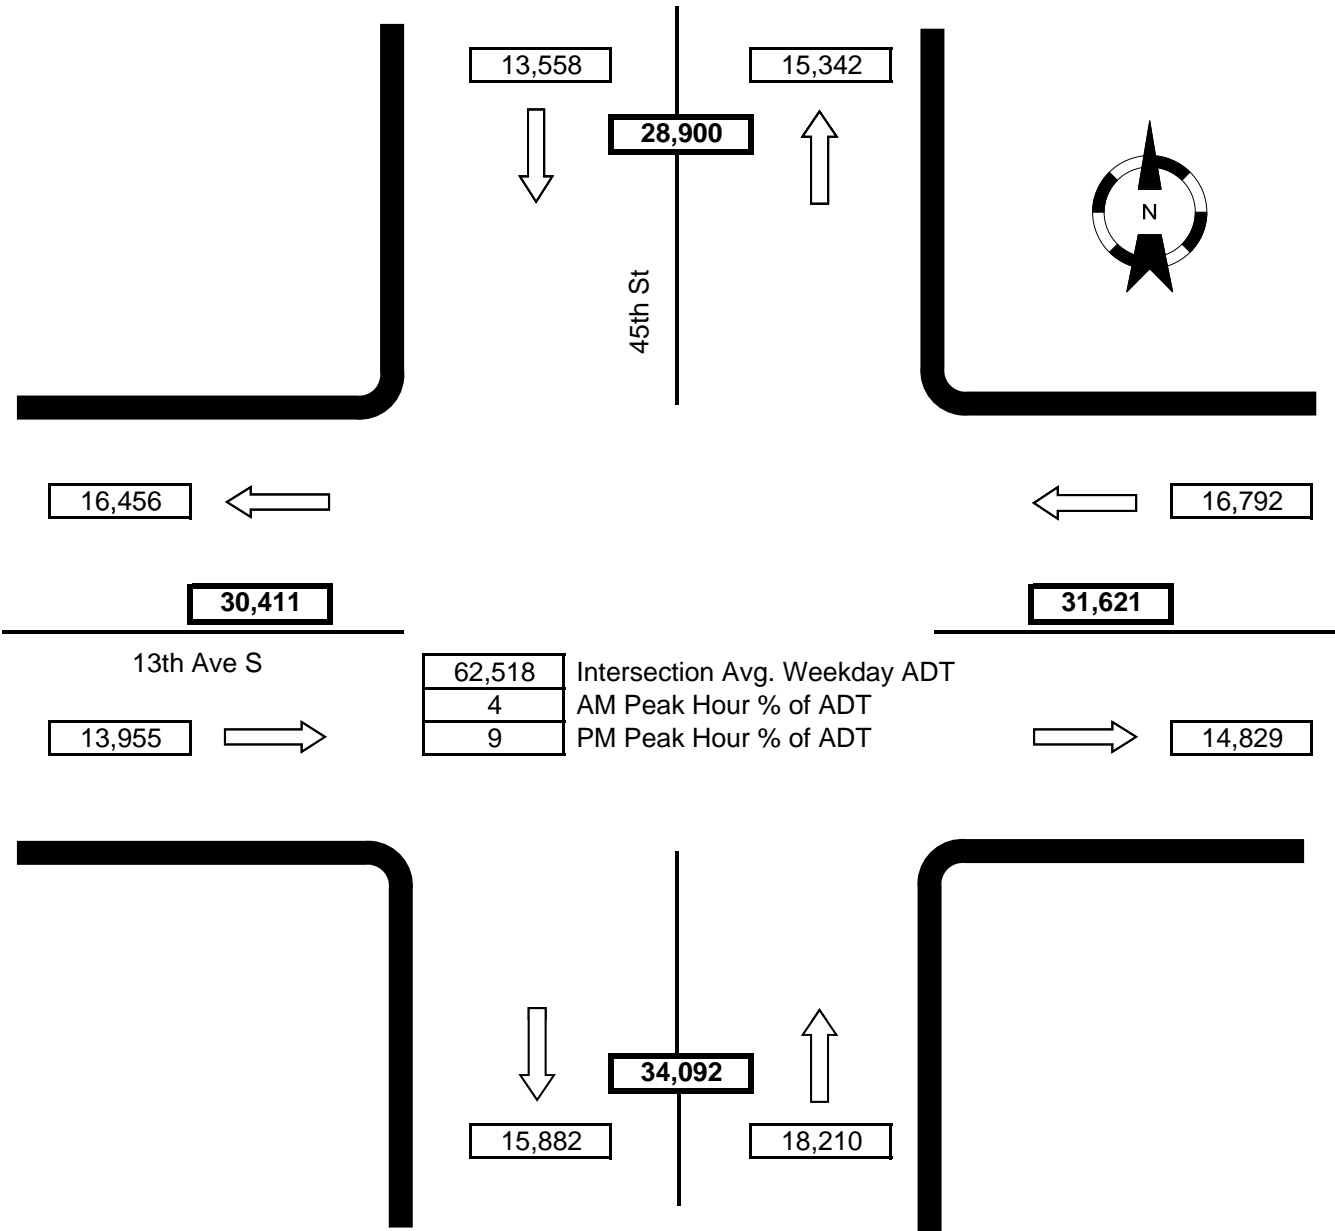 13,558
15,342
28,900
N
45th St
16,456
16,792
30,411
31,621
13th Ave S
62,518 Intersection Avg. Weekday ADT
4 AM Peak Hour % of ADT
9 PM Peak Hour % of ADT
13,955
14,829
34,092
15,882
18,210